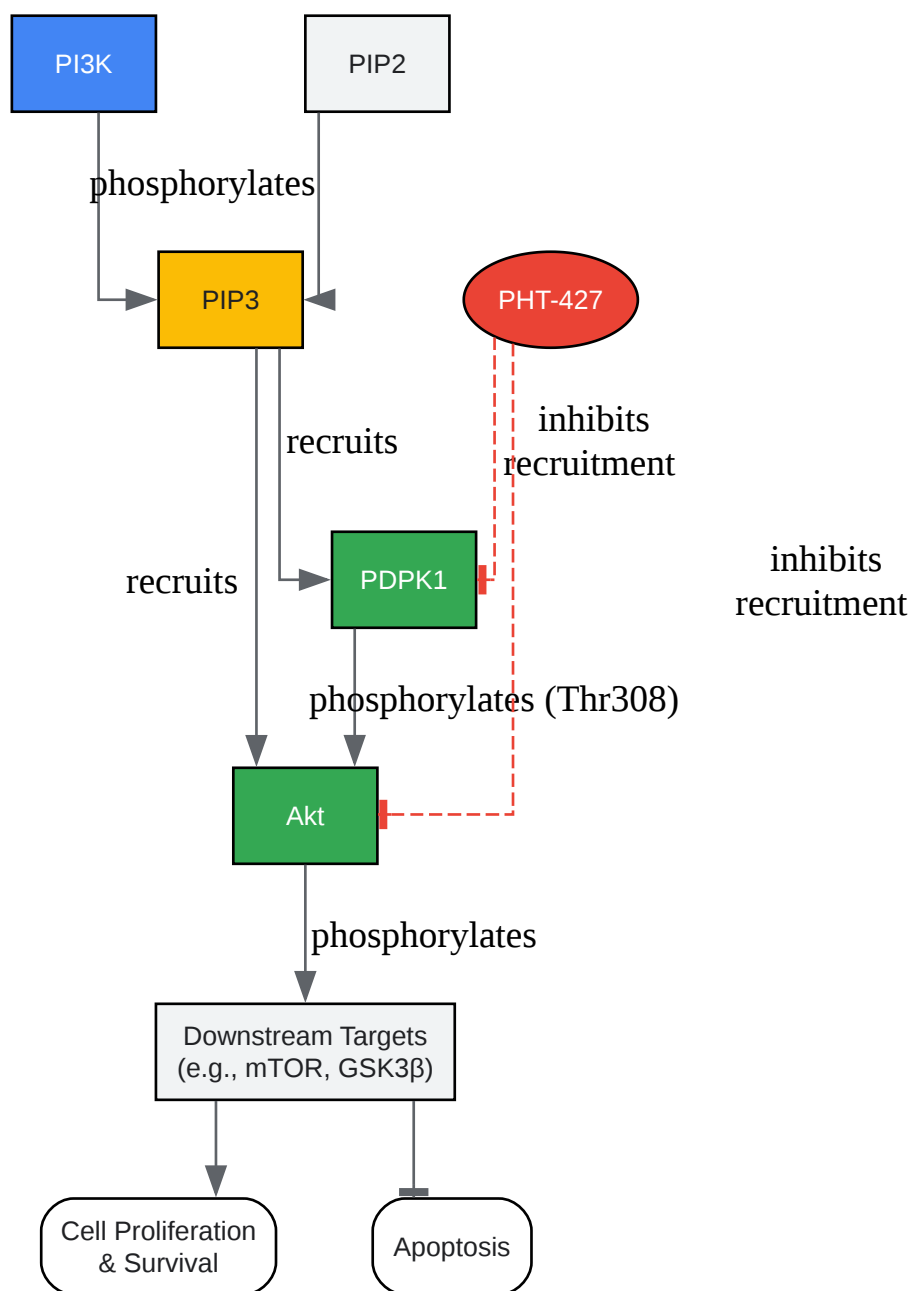 PI3K
PIP2
phosphorylates
PIP3
PHT-427
recruits
inhibits
recruitment
recruits
PDPK1
inhibits
recruitment
phosphorylates (Thr308)
Akt
phosphorylates
Downstream Targets
(e.g., mTOR, GSK3β)
Cell Proliferation
& Survival
Apoptosis